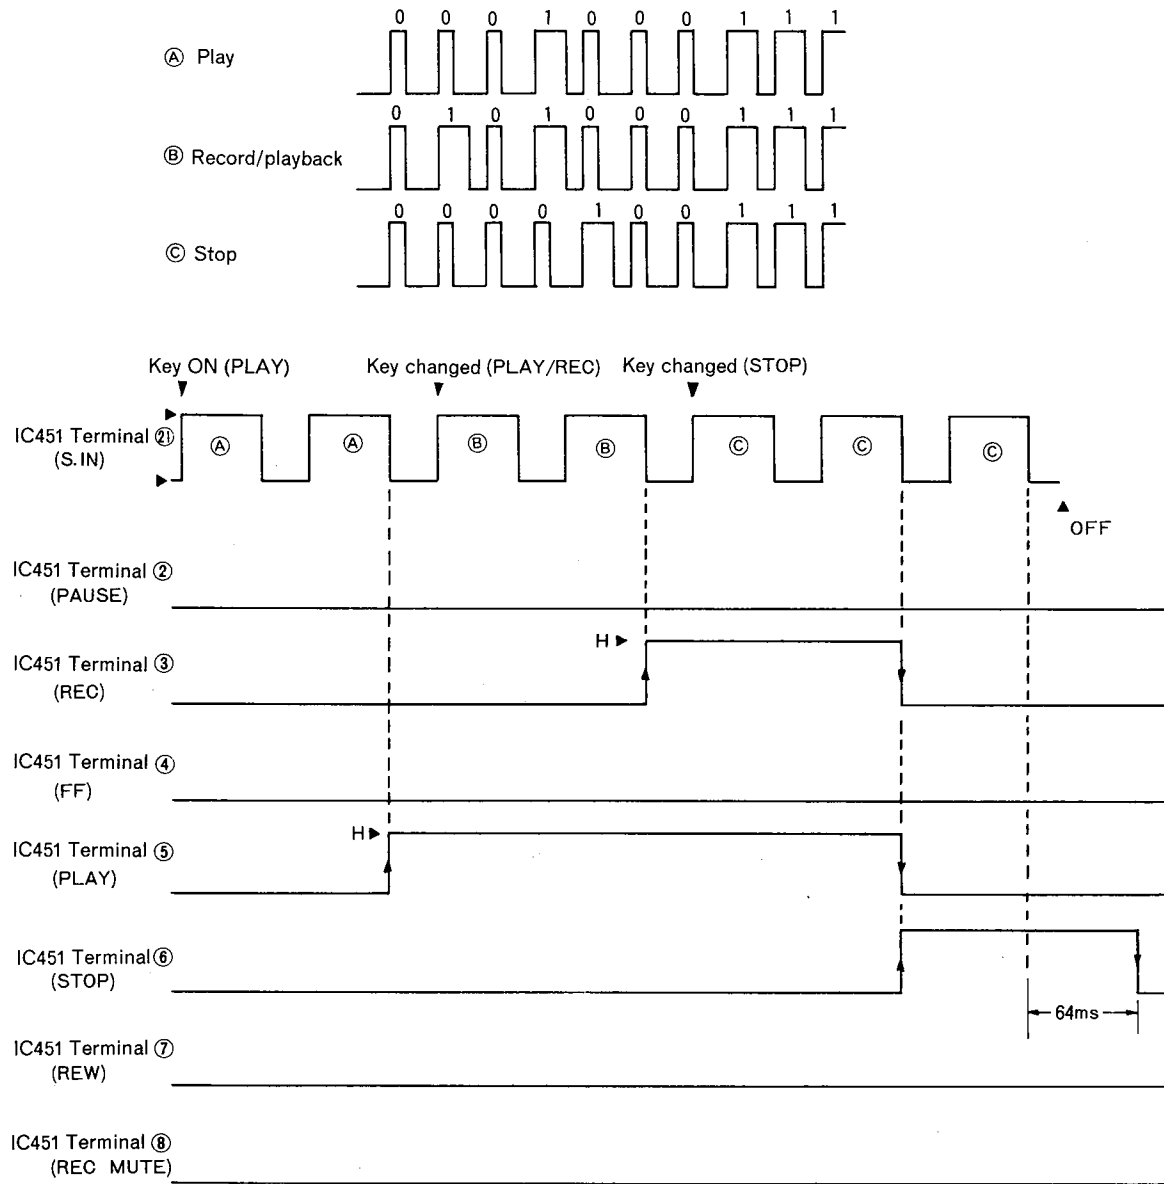 0 0 0 1 0 0 0 1 1 1
Ⓐ Play
0 1 0 1 0 0 0 1 1 1
Ⓑ Record/playback
0 0 0 0 1 0 0 1 1 1
Ⓒ Stop
Key ON (PLAY) Key changed (PLAY/REC) Key changed (STOP)
IC451 Terminal ㉑
(S.IN)
Ⓐ Ⓐ Ⓑ Ⓑ Ⓒ Ⓒ Ⓒ
OFF
IC451 Terminal ②
(PAUSE)
H
IC451 Terminal ③
(REC)
IC451 Terminal ④
(FF)
H
IC451 Terminal ⑤
(PLAY)
IC451 Terminal ⑥
(STOP)
64ms
IC451 Terminal ⑦
(REW)
IC451 Terminal ⑧
(REC MUTE)